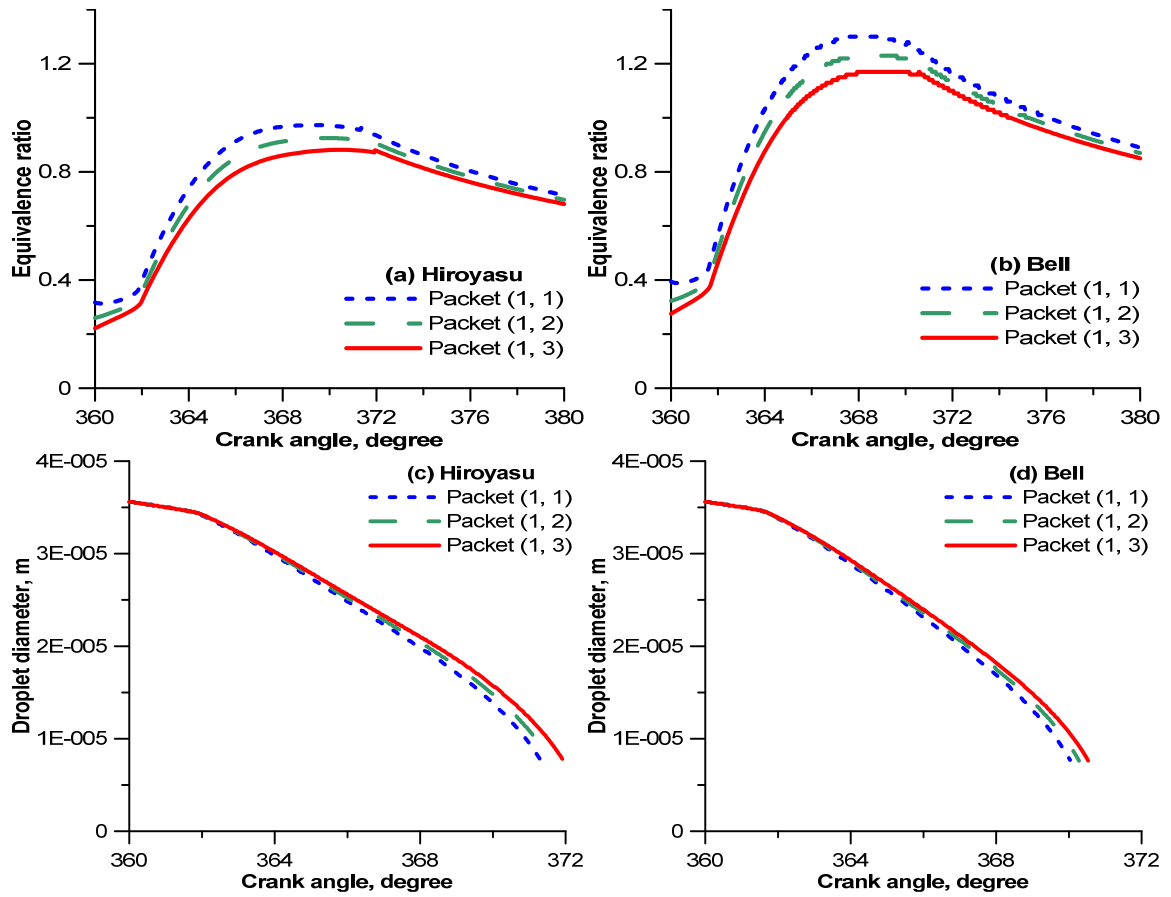 1.2
0.8
0.4
0
Equivalence ratio
(a) Hiroyasu
Packet (1, 1)
Packet (1, 2)
Packet (1, 3)
360 364 368 372 376 380
Crank angle, degree
1.2
0.8
0.4
0
Equivalence ratio
(b) Bell
Packet (1, 1)
Packet (1, 2)
Packet (1, 3)
360 364 368 372 376 380
Crank angle, degree
4E-005
3E-005
2E-005
1E-005
0
Droplet diameter, m
(c) Hiroyasu
Packet (1, 1)
Packet (1, 2)
Packet (1, 3)
360 364 368 372
Crank angle, degree
4E-005
3E-005
2E-005
1E-005
0
Droplet diameter, m
(d) Bell
Packet (1, 1)
Packet (1, 2)
Packet (1, 3)
360 364 368 372
Crank angle, degree